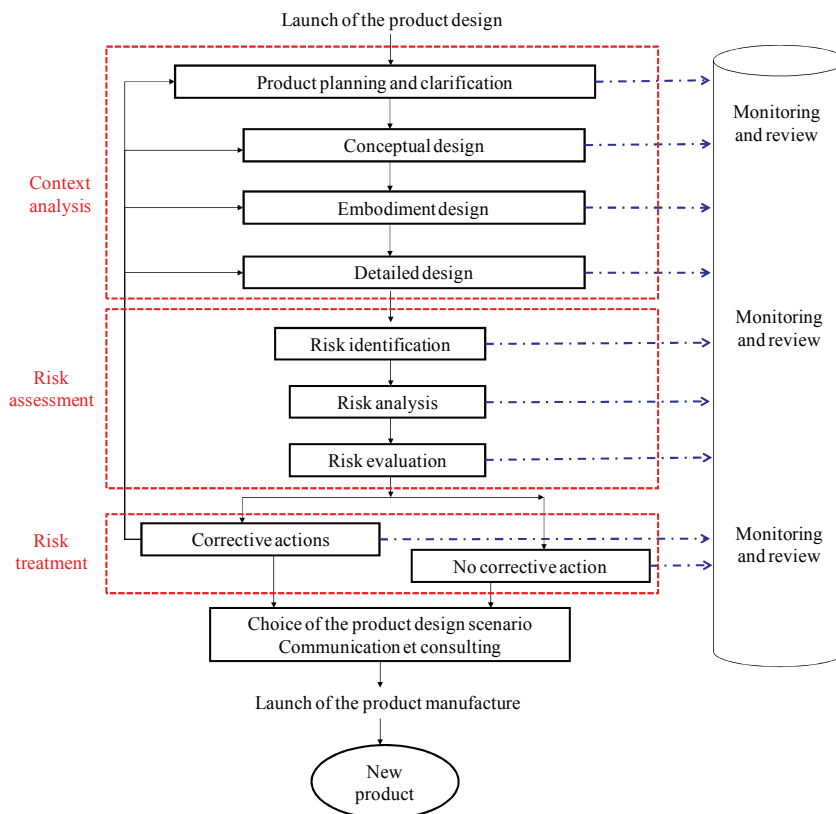 Launch of the product design
Product planning and clarification
Monitoring
and review
Conceptual design
Context
analysis
Embodiment design
Detailed design
Risk identification
Monitoring
and review
Risk
assessment
Risk analysis
Risk evaluation
Risk
treatment
Corrective actions
Monitoring
and review
No corrective action
Choice of the product design scenario
Communication et consulting
Launch of the product manufacture
New
product